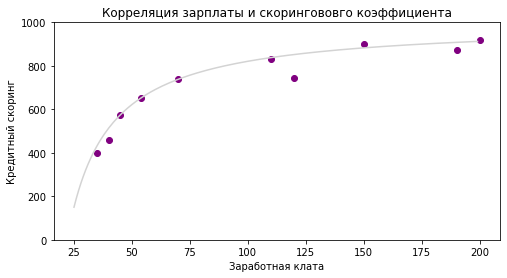 Корреляция зарплаты и скорингововго коэффициента
1000
800
600
400
200
0
Кредитный скоринг
25 50 75 100 125 150 175 200
Заработная клата